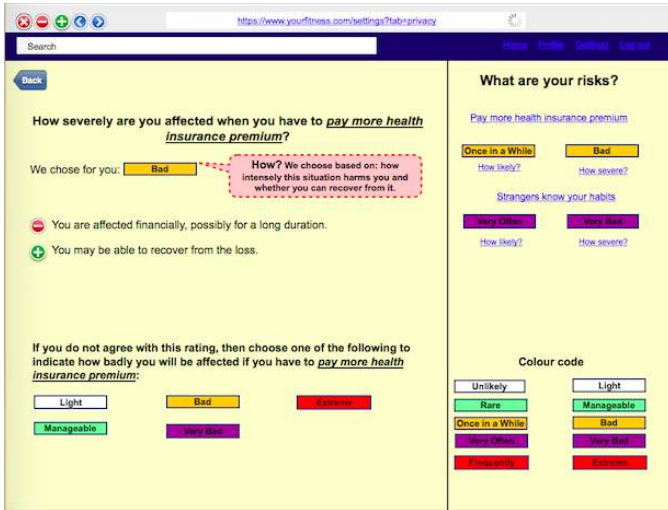 https://www.yourfitness.com/settings?tab=privacy
Search
Home Profile Settings Log out
Back
How severely are you affected when you have to pay more health
insurance premium?
We chose for you: Bad
How? We choose based on: how
intensely this situation harms you and
whether you can recover from it.
You are affected financially, possibly for a long duration.
You may be able to recover from the loss.
If you do not agree with this rating, then choose one of the following to
indicate how badly you will be affected if you have to pay more health
insurance premium:
Light Bad Extreme
Manageable Very Bad
What are your risks?
Pay more health insurance premium
Once in a While Bad
How likely? How severe?
Strangers know your habits
Very Often Very Bad
How likely? How severe?
Colour code
Unlikely Light
Rare Manageable
Once in a While Bad
Very Often Very Bad
Frequently Extreme